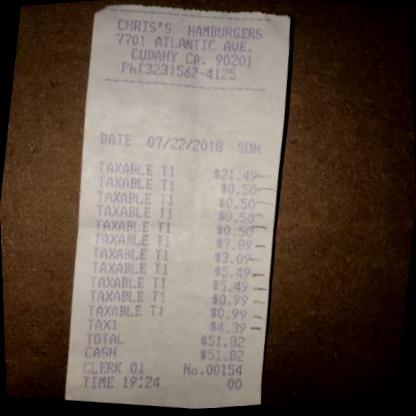 CHRIS'S HAMBURGERS
7701 ATLANTIC AVE.
CUDAHY CA. 90201
Ph(323)562-4125
DATE 07/22/2018 SUN
TAXABLE T1 $21.49
TAXABLE T1 $0.50
TAXABLE T1 $0.50
TAXABLE T1 $0.50
TAXABLE T1 $0.50
TAXABLE T1 $7.89
TAXABLE T1 $3.09
TAXABLE T1 $5.49
TAXABLE T1 $5.49
TAXABLE T1 $0.99
TAXABLE T1 $0.99
TAX1 $4.39
TOTAL $51.82
CASH $51.82
CLERK 01 No.00154
TIME 19:24 00